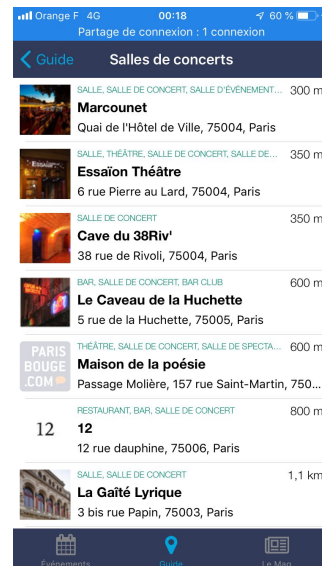 Orange F 4G 00:18 60 %
Partage de connexion : 1 connexion
Guide Salles de concerts
SALLE, SALLE DE CONCERT, SALLE D'ÉVÉNEMENT... 300 m
Marcounet
Quai de l'Hôtel de Ville, 75004, Paris
SALLE, THÉÂTRE, SALLE DE CONCERT, SALLE DE... 350 m
ESSAÏON
Essaïon Théâtre
6 rue Pierre au Lard, 75004, Paris
SALLE DE CONCERT 350 m
Cave du 38Riv'
38 rue de Rivoli, 75004, Paris
BAR, SALLE DE CONCERT, BAR CLUB 600 m
Le Caveau de la Huchette
5 rue de la Huchette, 75005, Paris
PARIS
BOUGE
.COM
THÉÂTRE, SALLE DE CONCERT, SALLE DE SPECTA... 600 m
Maison de la poésie
Passage Molière, 157 rue Saint-Martin, 750...
RESTAURANT, BAR, SALLE DE CONCERT 800 m
12
12
12 rue dauphine, 75006, Paris
SALLE, SALLE DE CONCERT 1,1 km
La Gaîté Lyrique
3 bis rue Papin, 75003, Paris
Événements Guide Le Mag